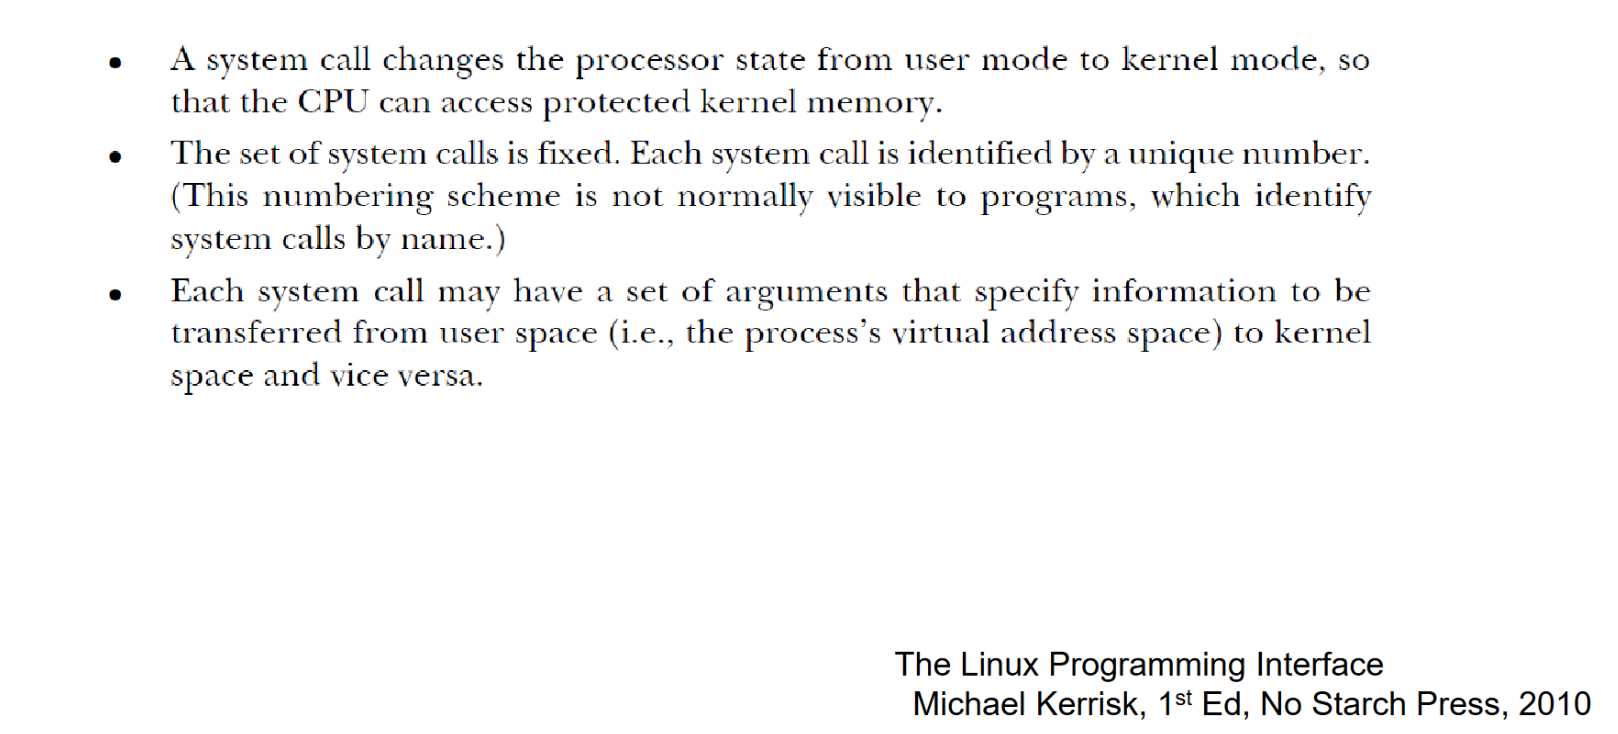 • A system call changes the processor state from user mode to kernel mode, so
that the CPU can access protected kernel memory.
• The set of system calls is fixed. Each system call is identified by a unique number.
(This numbering scheme is not normally visible to programs, which identify
system calls by name.)
• Each system call may have a set of arguments that specify information to be
transferred from user space (i.e., the process’s virtual address space) to kernel
space and vice versa.
The Linux Programming Interface
Michael Kerrisk, 1st Ed, No Starch Press, 2010